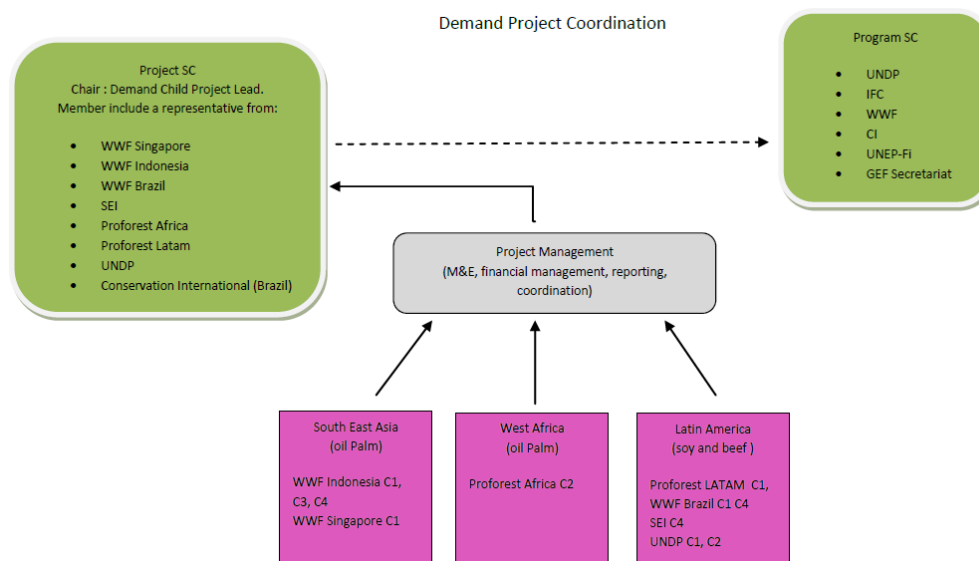 Demand Project Coordination
Project SC
Chair : Demand Child Project Lead.
Member include a representative from:
• WWF Singapore
• WWF Indonesia
• WWF Brazil
• SEI
• Proforest Africa
• Proforest Latam
• UNDP
• Conservation International (Brazil)
Program SC
• UNDP
• IFC
• WWF
• CI
• UNEP-Fi
• GEF Secretariat
Project Management
(M&E, financial management, reporting,
coordination)
South East Asia
(oil Palm)
WWF Indonesia C1,
C3, C4
WWF Singapore C1
West Africa
(oil Palm)
Proforest Africa C2
Latin America
(soy and beef )
Proforest LATAM C1,
WWF Brazil C1 C4
SEI C4
UNDP C1, C2